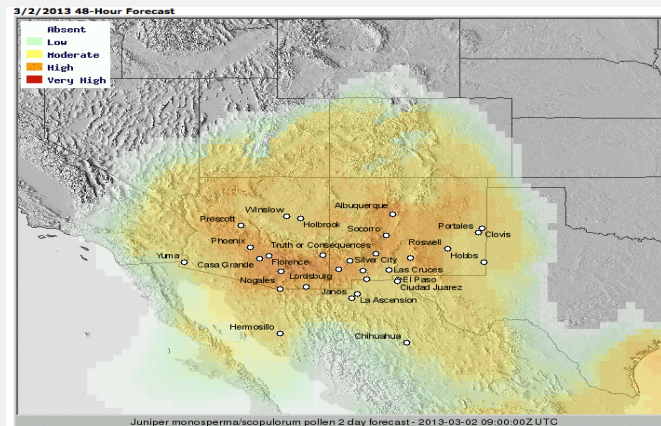 3/2/2013 48-Hour Forecast
Absent
Low
Moderate
High
Very High
Winslow
Albuquerque
Prescott
Holbrook
Socorro
Portales
Clovis
Phoenix
Truth or Consequences
Roswell
Yuma
Casa Grande
Florence
Silver City
Hobbs
Lordsburg
Las Cruces
Nogales
El Paso
Janos
Ciudad Juarez
La Ascension
Hermosillo
Chihuahua
Juniper monosperma/scopulorum pollen 2 day forecast - 2013-03-02 09:00:00Z UTC